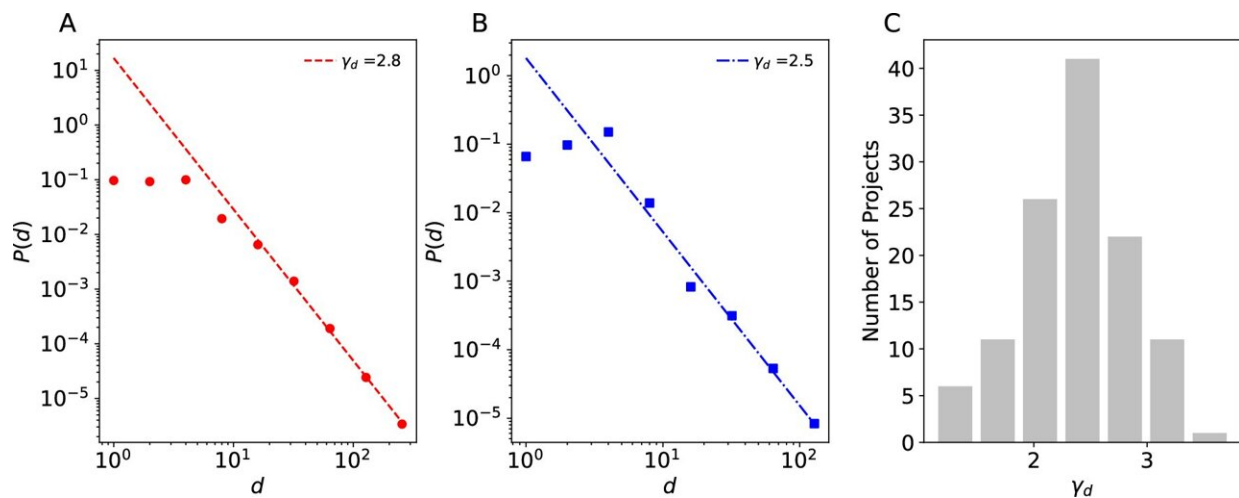 A
γd =2.8
10¹
10⁰
10⁻¹
10⁻²
10⁻³
10⁻⁴
10⁻⁵
P(d)
10⁰ 10¹ 10²
d
B
γd =2.5
10⁰
10⁻¹
10⁻²
10⁻³
10⁻⁴
10⁻⁵
P(d)
10⁰ 10¹ 10²
d
C
40
35
30
25
20
15
10
5
0
Number of Projects
2 3
γd